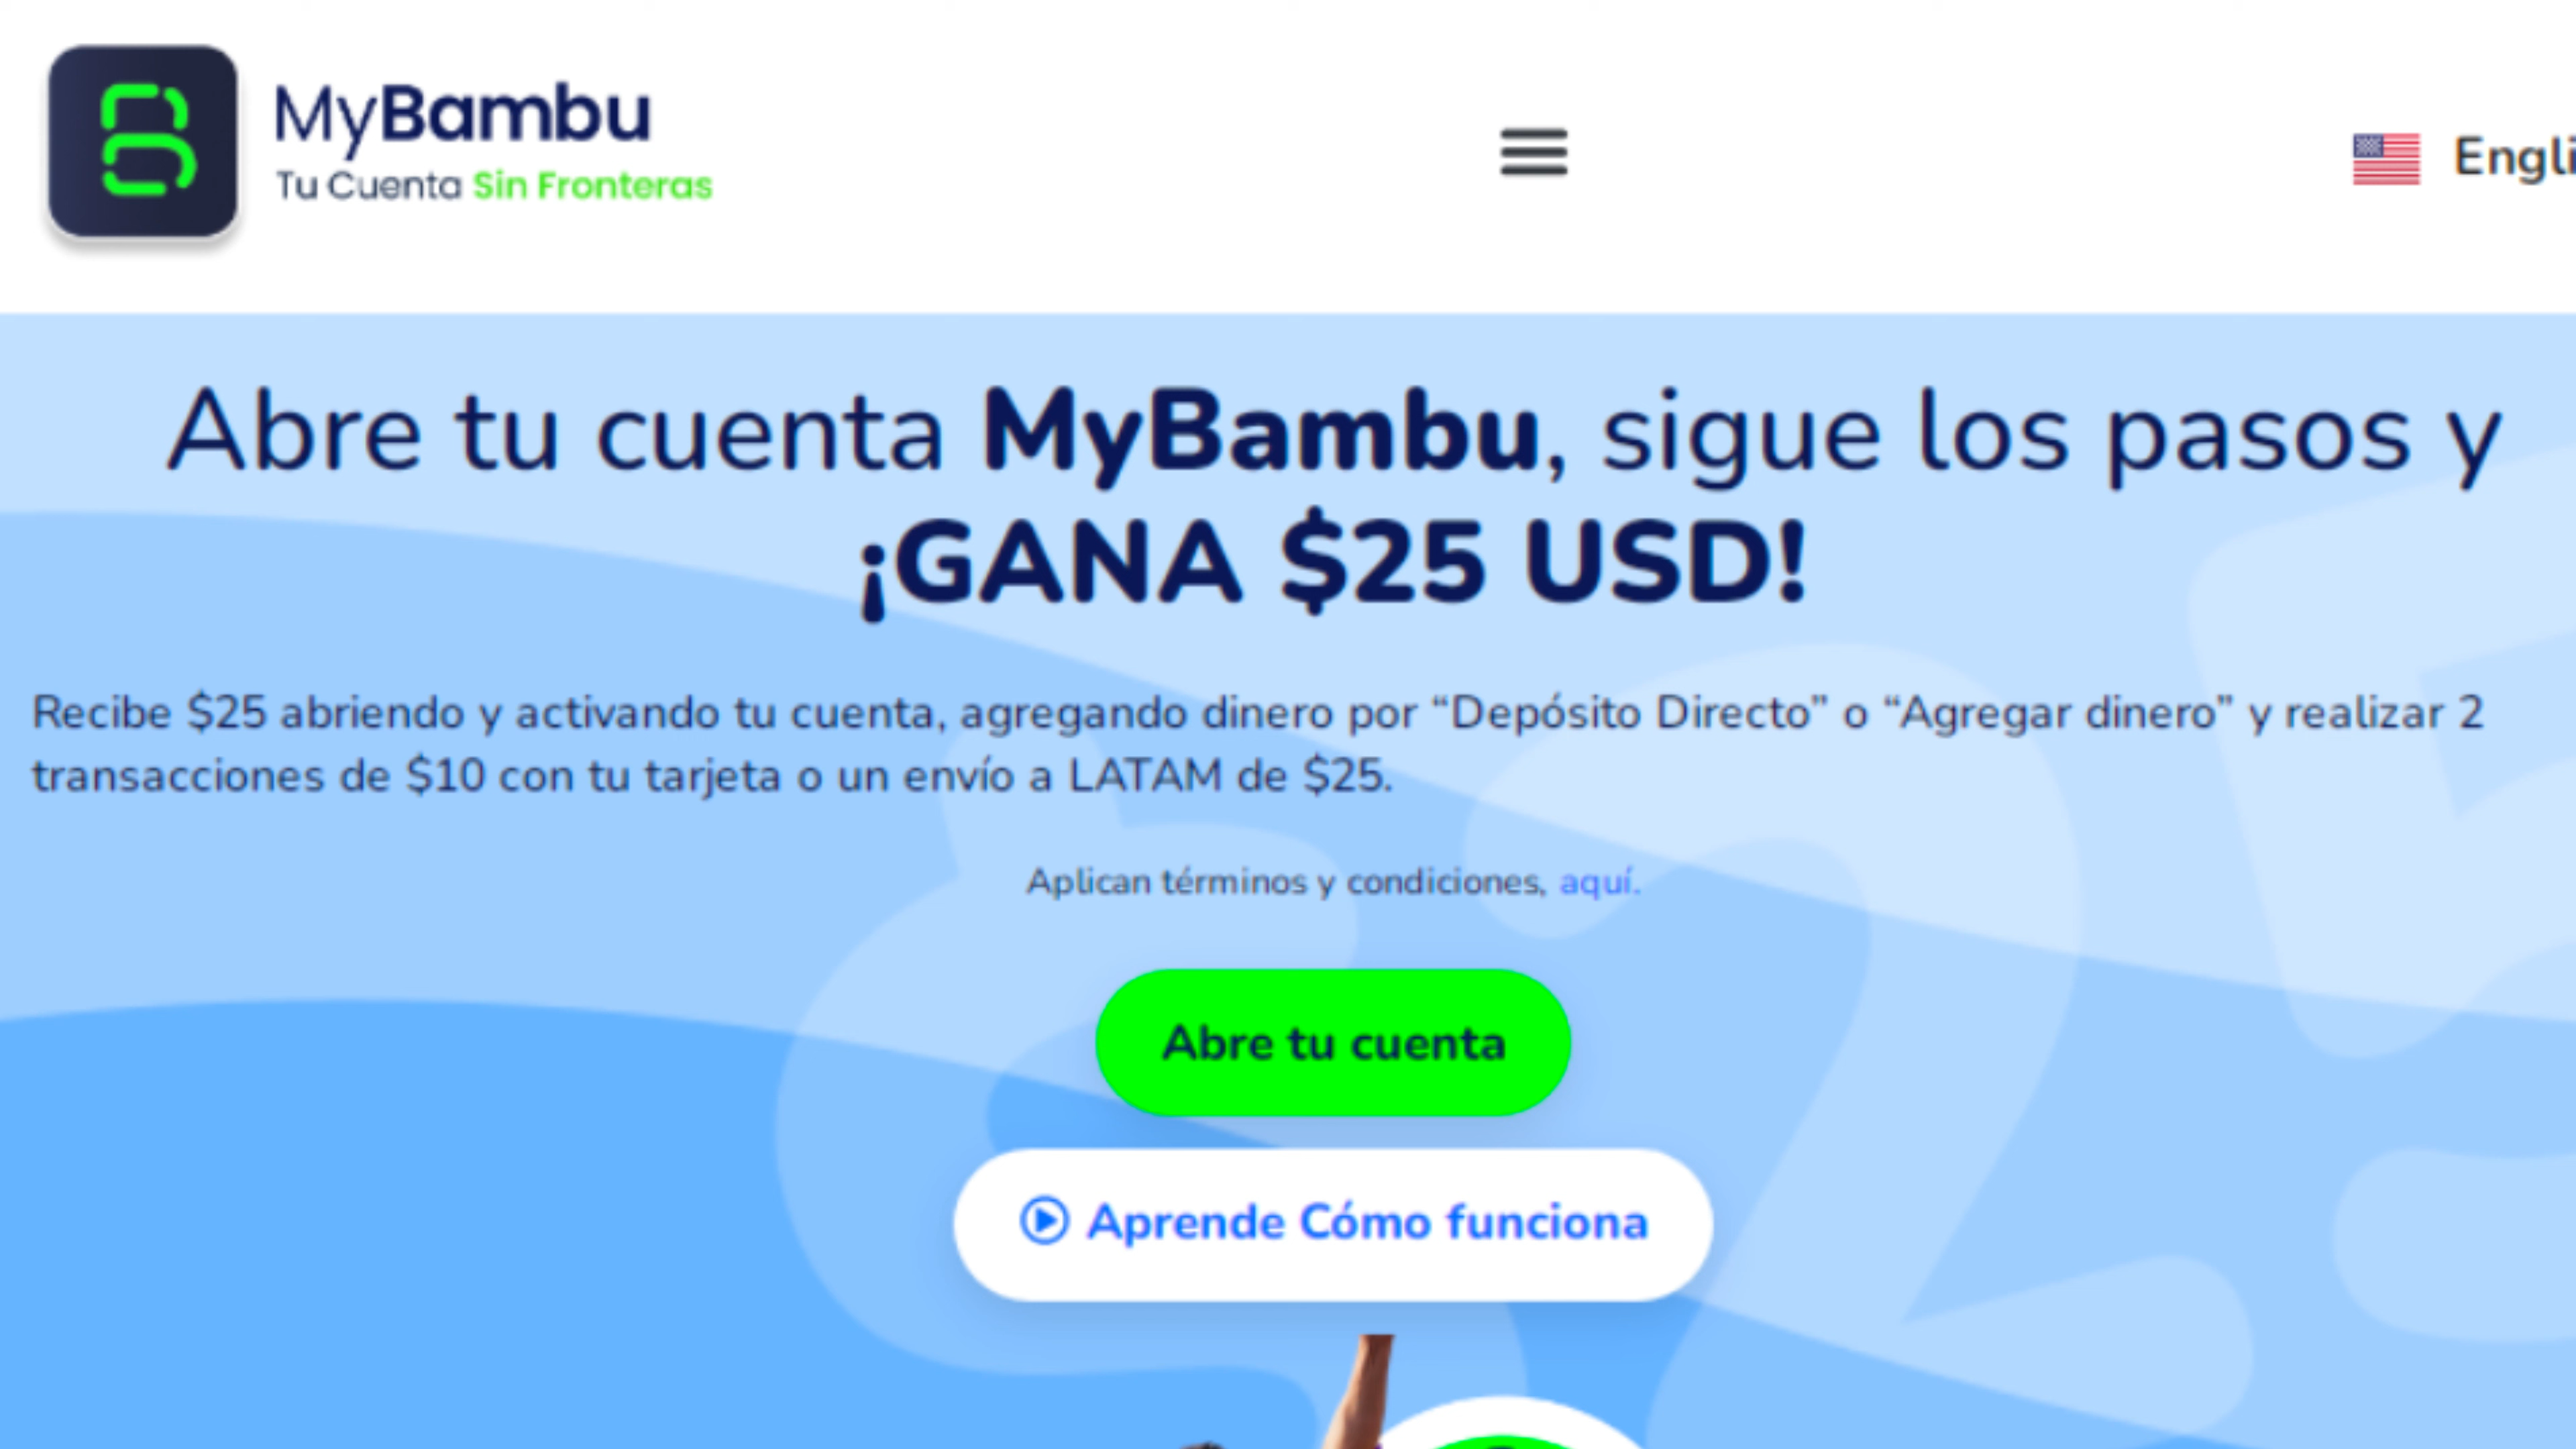 MyBambu
Tu Cuenta Sin Fronteras
Engli
Abre tu cuenta MyBambu, sigue los pasos y
¡GANA $25 USD!
Recibe $25 abriendo y activando tu cuenta, agregando dinero por “Depósito Directo” o “Agregar dinero” y realizar 2
transacciones de $10 con tu tarjeta o un envío a LATAM de $25.
Aplican términos y condiciones, aquí.
Abre tu cuenta
Aprende Cómo funciona